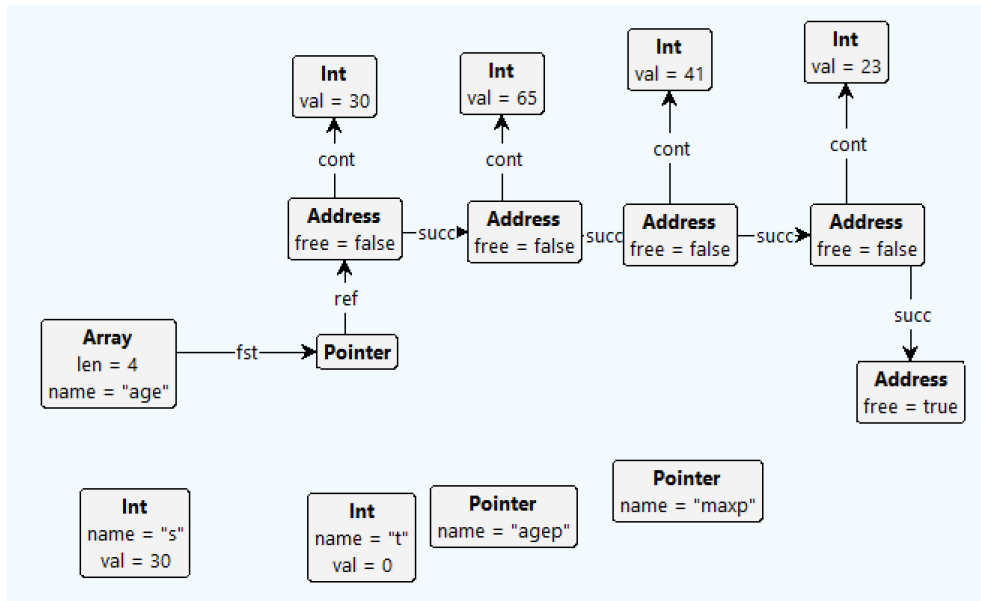 Int
val = 30
Int
val = 65
Int
val = 41
Int
val = 23
cont
cont
cont
cont
Address
free = false
succ
Address
free = false
succ
Address
free = false
succ
Address
free = false
ref
succ
Array
len = 4
name = "age"
fst
Pointer
Address
free = true
Int
name = "s"
val = 30
Int
name = "t"
val = 0
Pointer
name = "agep"
Pointer
name = "maxp"